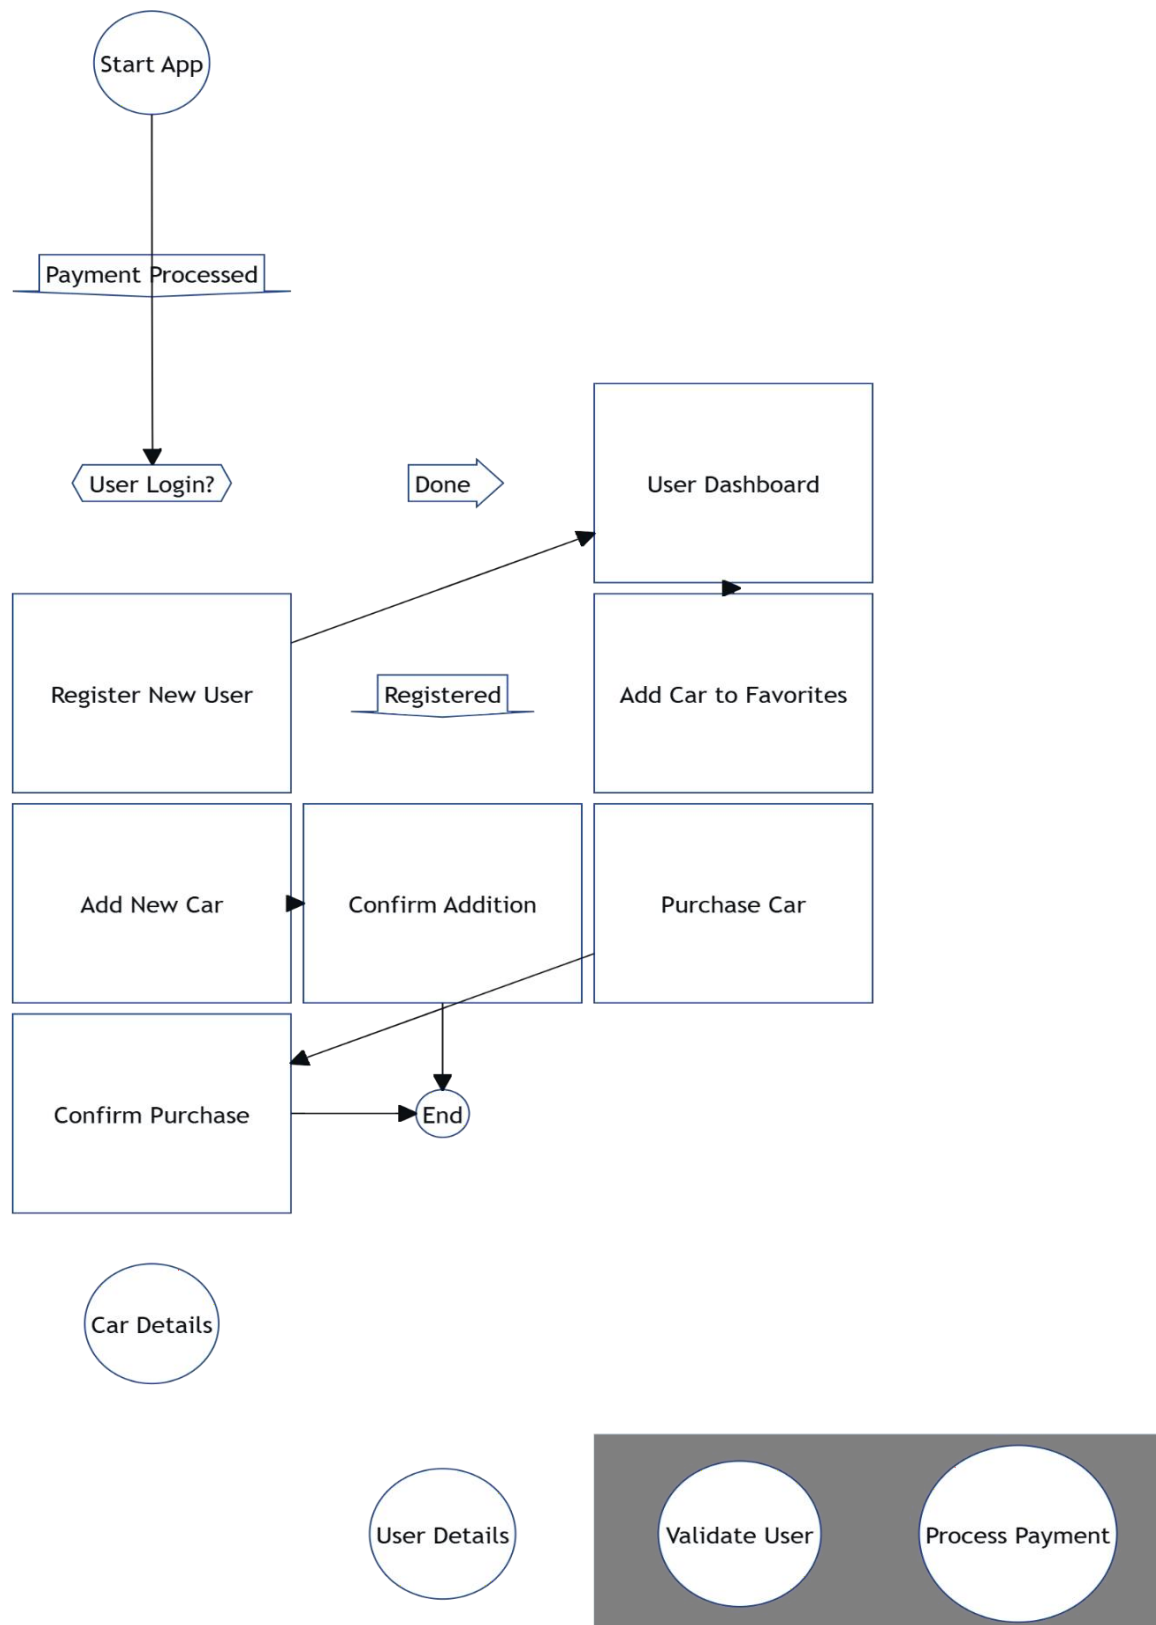 Start App
Payment Processed
User Login?
Done
User Dashboard
Register New User
Registered
Add Car to Favorites
Add New Car
Confirm Addition
Purchase Car
Confirm Purchase
End
Car Details
User Details
Validate User
Process Payment